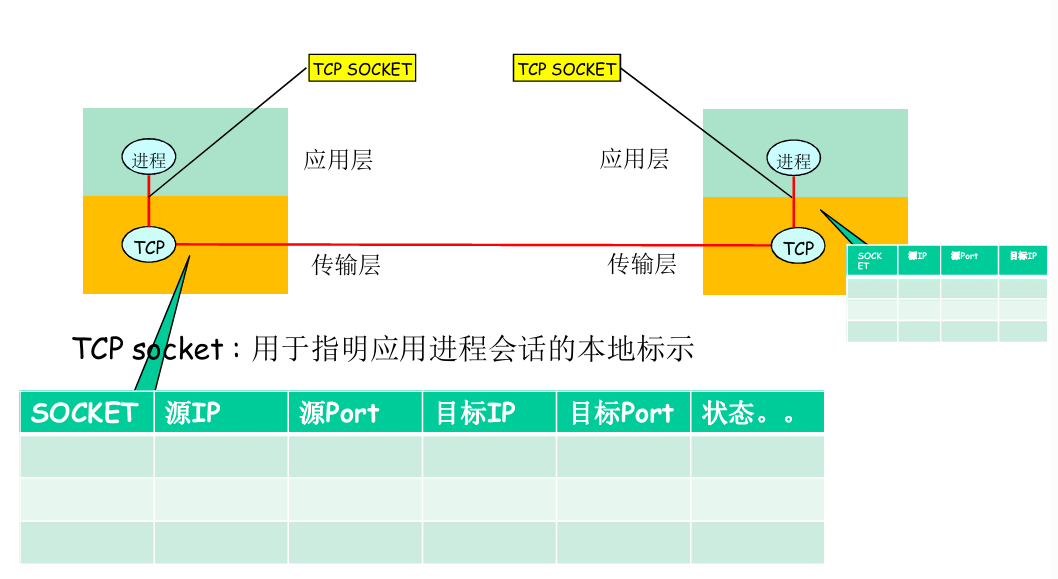 TCP SOCKET
TCP SOCKET
进程
应用层
应用层
进程
TCP
传输层
传输层
TCP
SOCK
ET
源IP
源Port
目标IP
TCP socket : 用于指明应用进程会话的本地标示
SOCKET 源IP 源Port 目标IP 目标Port 状态。。